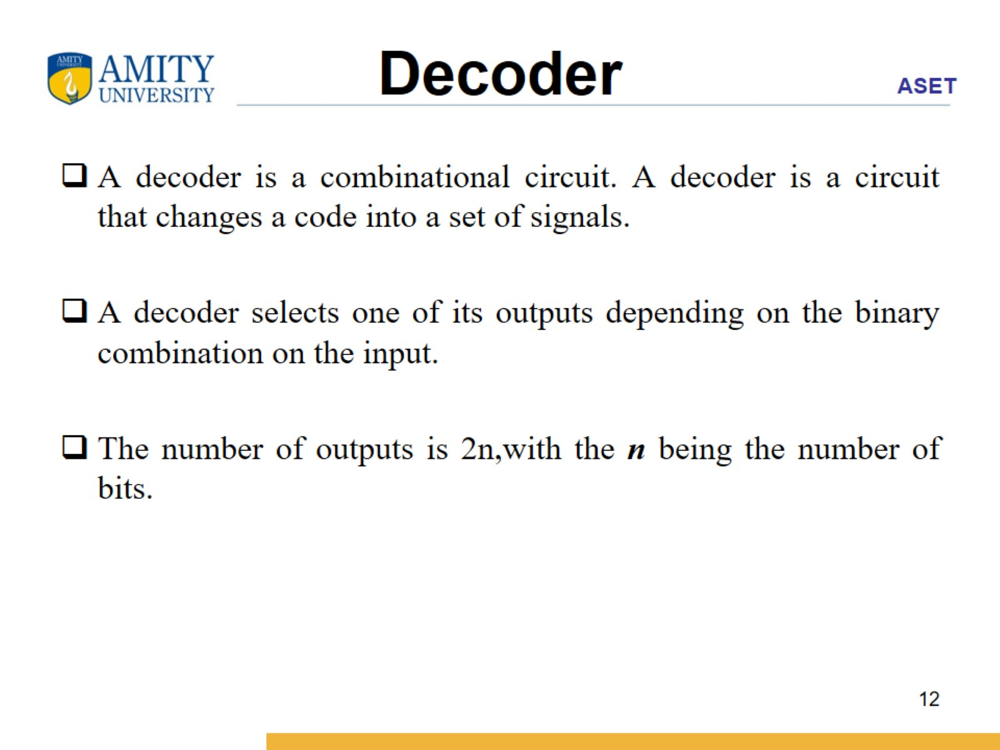 AMITY
UNIVERSITY
AMITY
UNIVERSITY
Decoder
ASET
A decoder is a combinational circuit. A decoder is a circuit
that changes a code into a set of signals.
A decoder selects one of its outputs depending on the binary
combination on the input.
The number of outputs is 2n,with the n being the number of
bits.
12